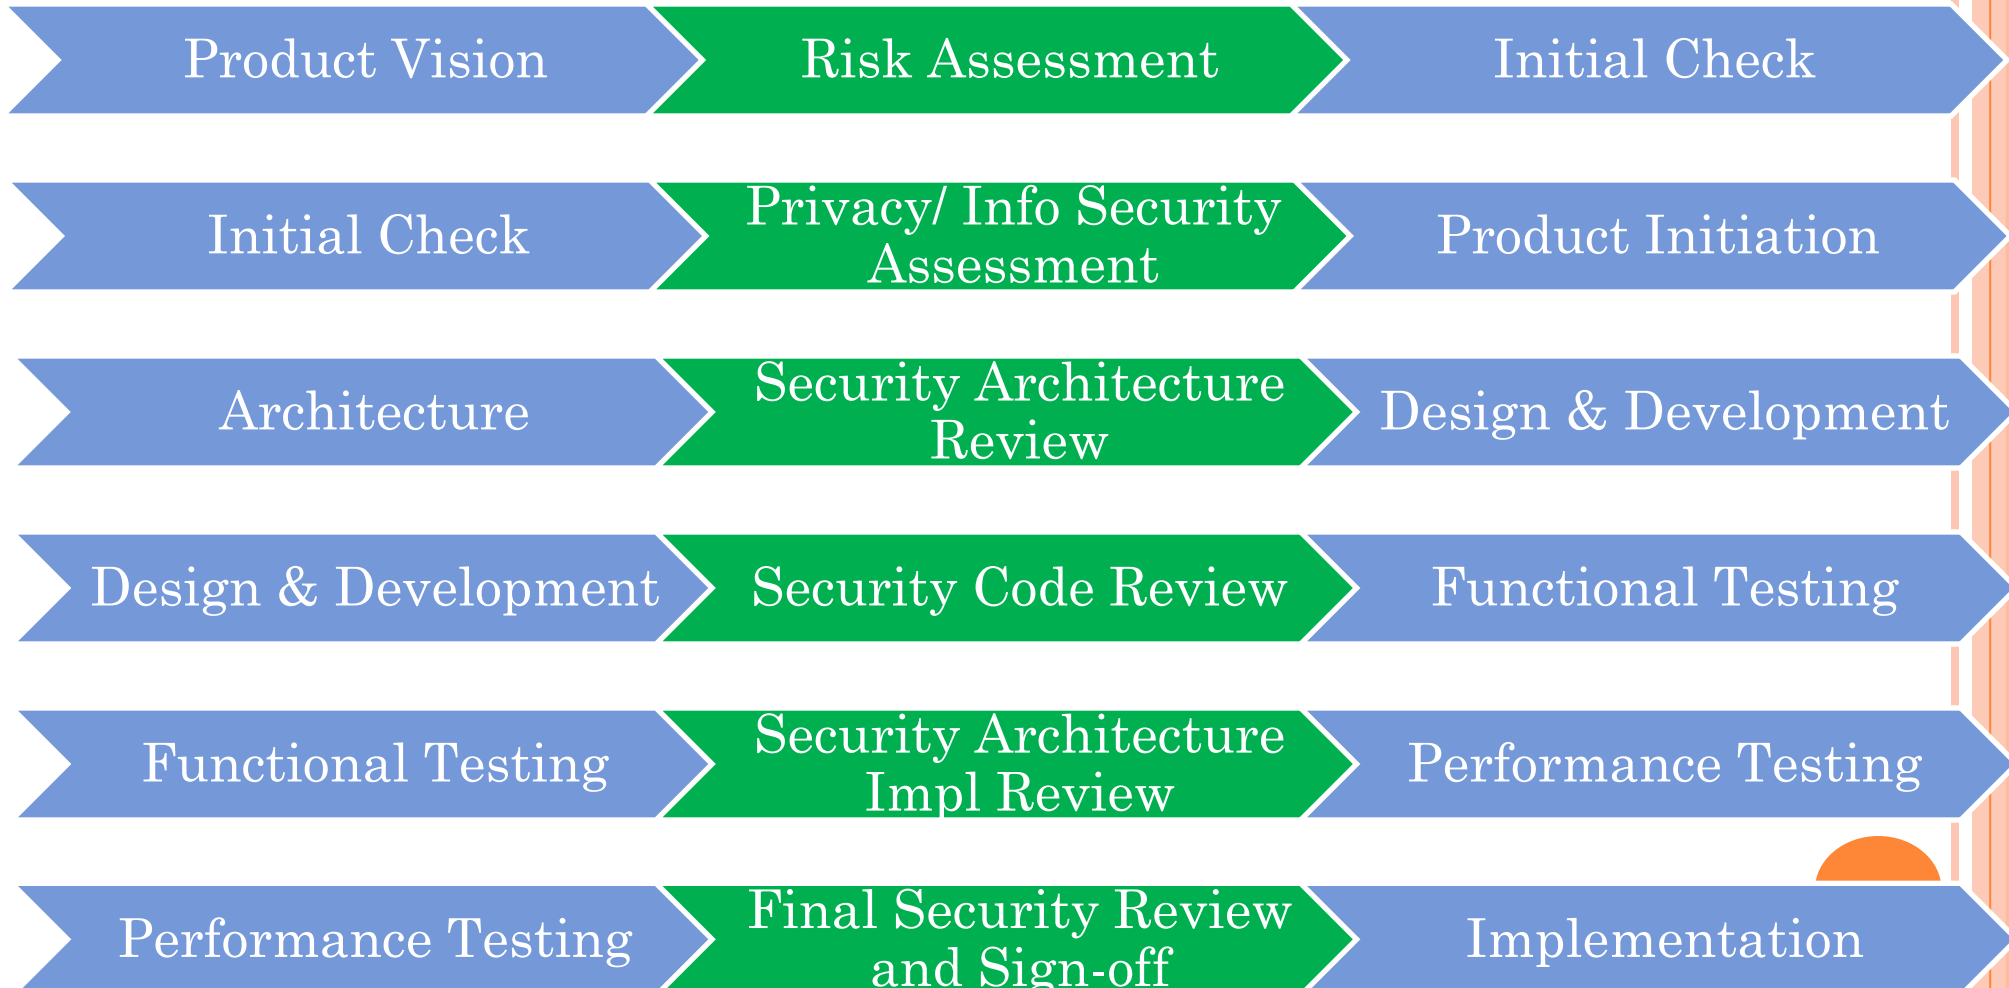 Product Vision
Risk Assessment
Initial Check
Initial Check
Privacy/ Info Security
Assessment
Product Initiation
Architecture
Security Architecture
Review
Design & Development
Design & Development
Security Code Review
Functional Testing
Functional Testing
Security Architecture
Impl Review
Performance Testing
Performance Testing
Final Security Review
and Sign-off
Implementation